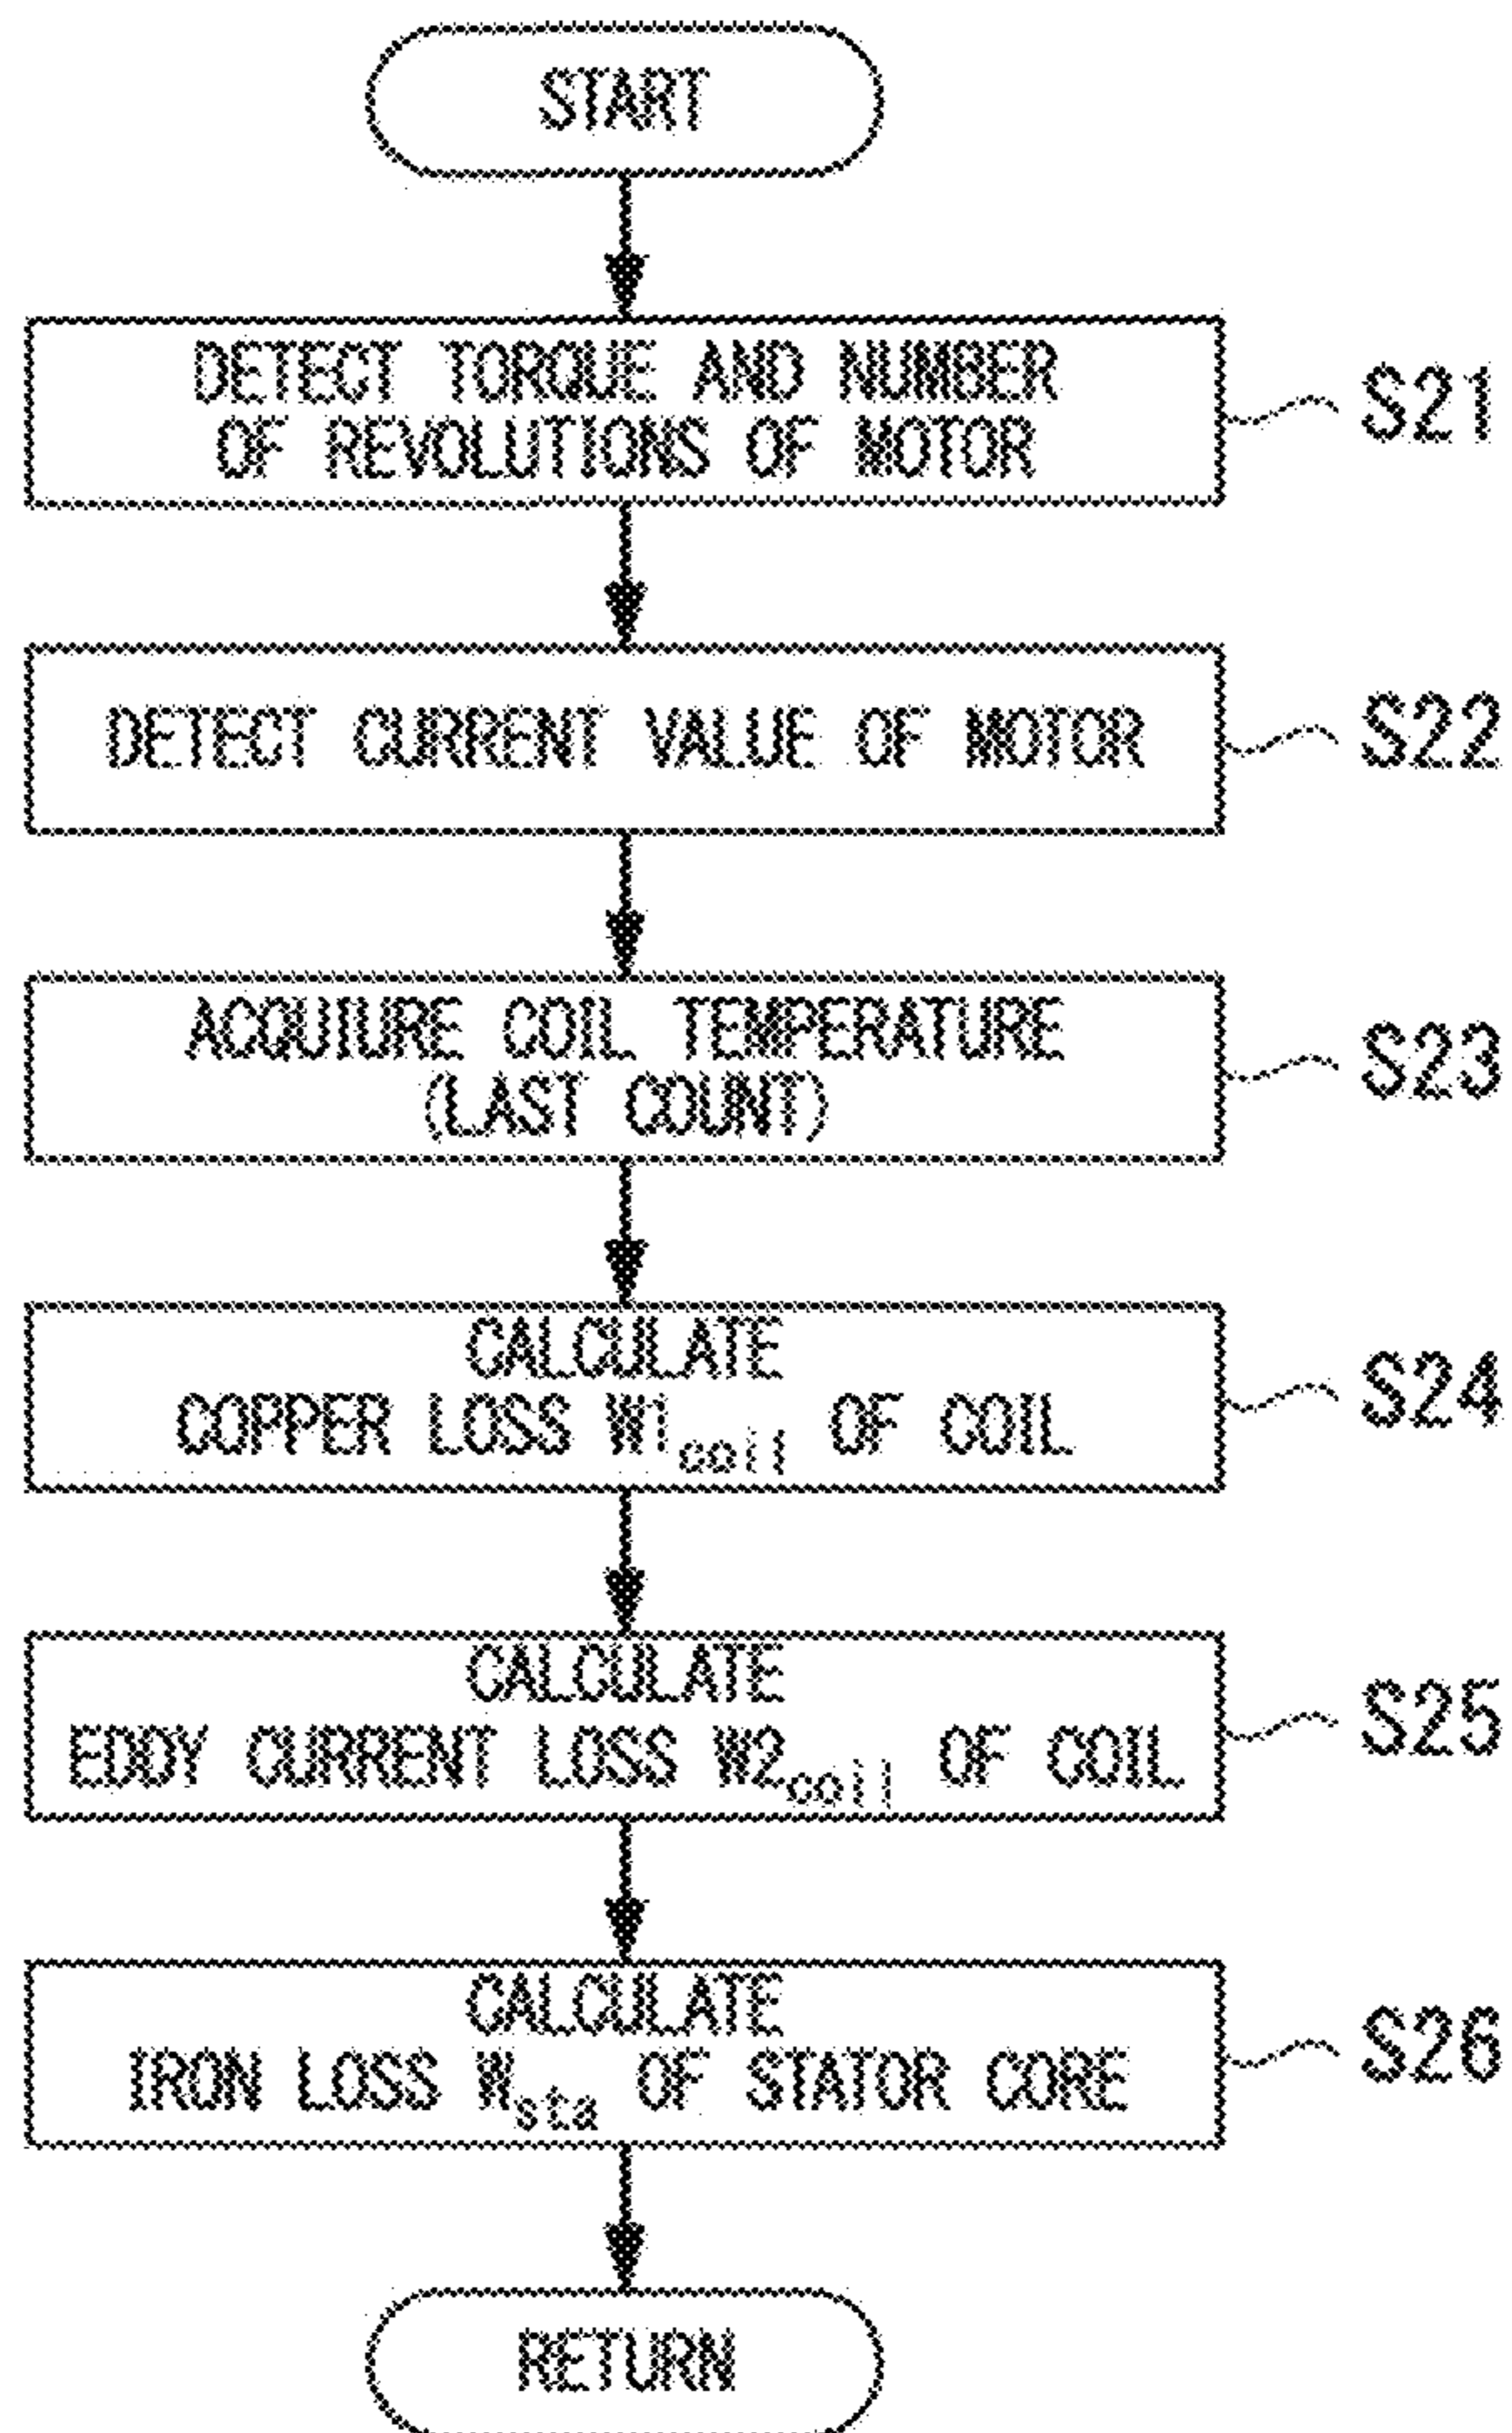 START
DETECT TORQUE AND NUMBER
OF REVOLUTIONS OF MOTOR
S21
DETECT CURRENT VALUE OF MOTOR
S22
ACQUIURE COIL TEMPERATURE
(LAST COUNT)
S23
CALCULATE
COPPER LOSS W1coil OF COIL
S24
CALCULATE
EDDY CURRENT LOSS W2coil OF COIL
S25
CALCULATE
IRON LOSS Wsta OF STATOR CORE
S26
RETURN